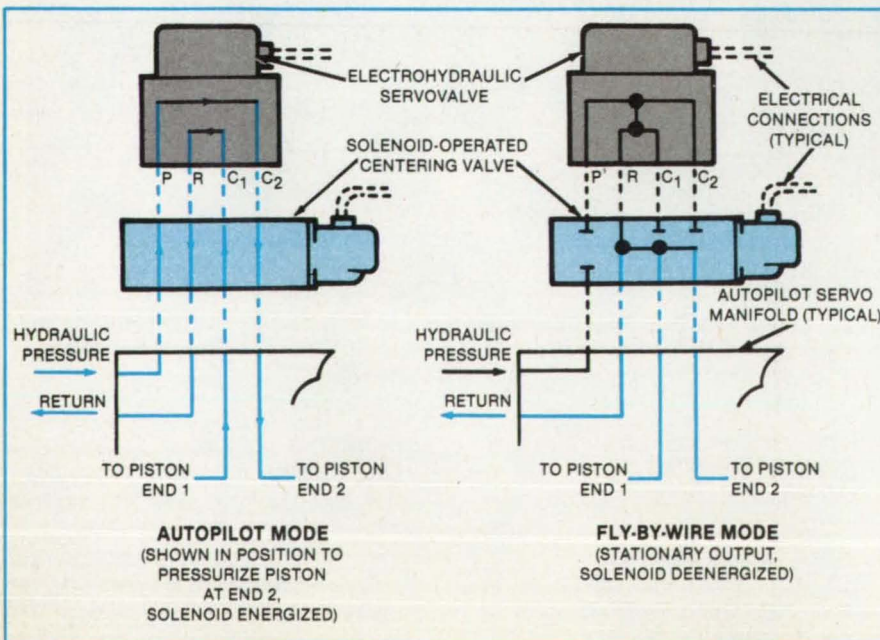 ELECTROHYDRAULIC
SERVOVALVE
ELECTRICAL
CONNECTIONS
(TYPICAL)
SOLENOID-OPERATED
CENTERING VALVE
P R C1 C2
P' R C1 C2
AUTOPILOT SERVO
MANIFOLD (TYPICAL)
HYDRAULIC
PRESSURE
RETURN
HYDRAULIC
PRESSURE
RETURN
TO PISTON
END 1
TO PISTON
END 2
TO PISTON
END 1
TO PISTON
END 2
AUTOPILOT MODE
(SHOWN IN POSITION TO
PRESSURIZE PISTON
AT END 2,
SOLENOID ENERGIZED)
FLY-BY-WIRE MODE
(STATIONARY OUTPUT,
SOLENOID DEENERGIZED)